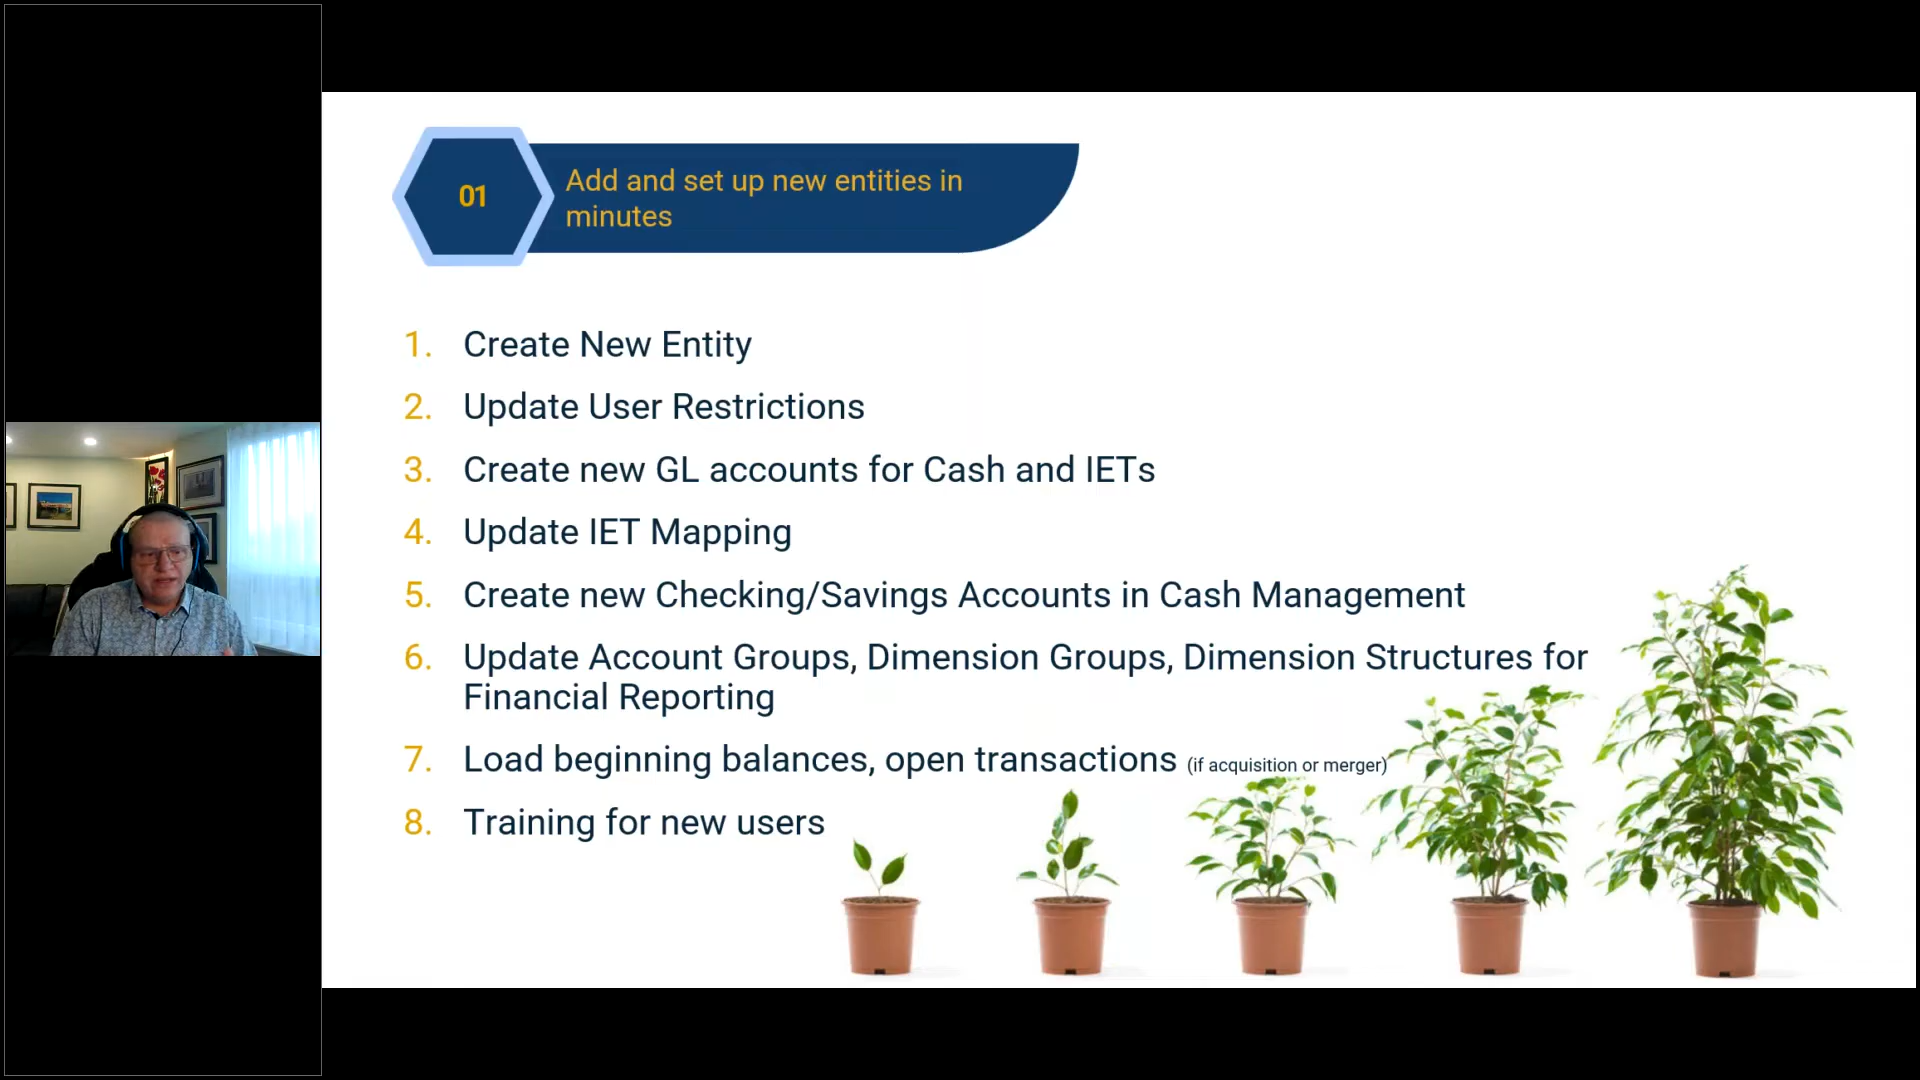 01
Add and set up new entities in
minutes
1. Create New Entity
2. Update User Restrictions
3. Create new GL accounts for Cash and IETs
4. Update IET Mapping
5. Create new Checking/Savings Accounts in Cash Management
6. Update Account Groups, Dimension Groups, Dimension Structures for
Financial Reporting
7. Load beginning balances, open transactions (if acquisition or merger)
8. Training for new users